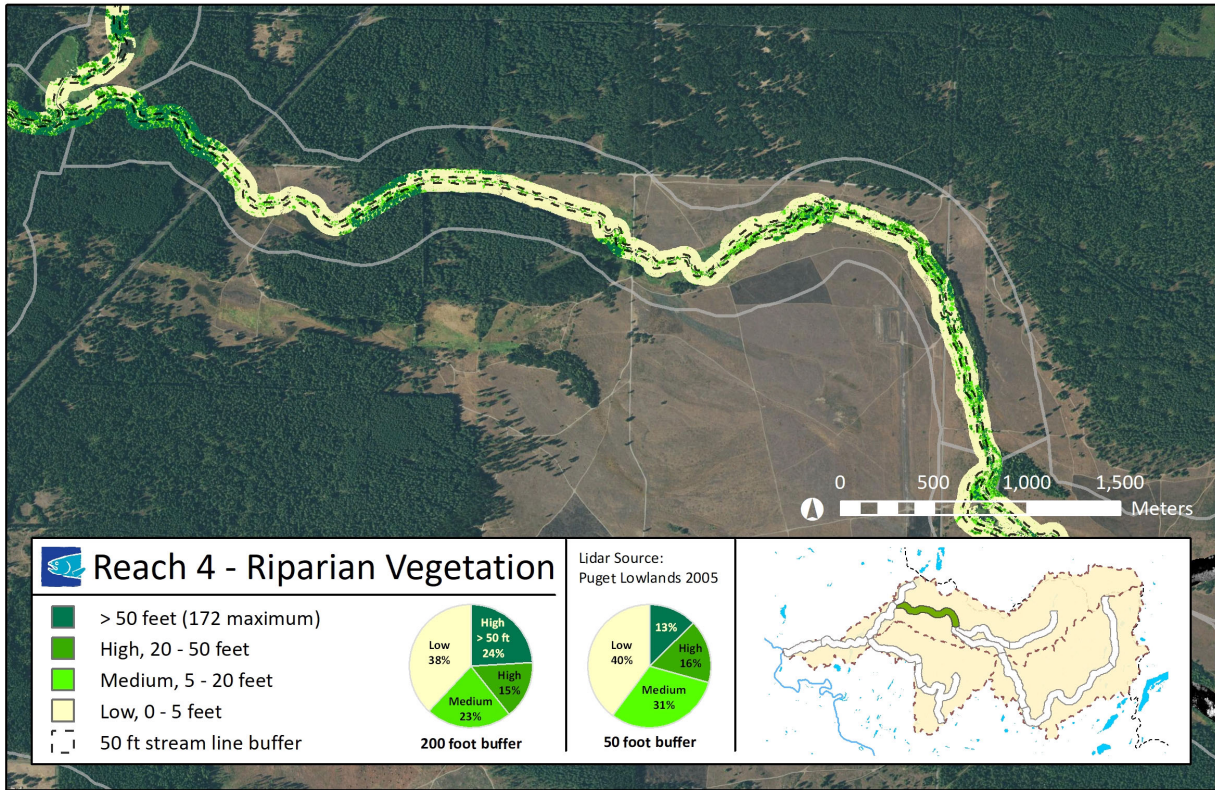 0 500 1,000 1,500
Meters
Reach 4 - Riparian Vegetation
> 50 feet (172 maximum)
High, 20 - 50 feet
Medium, 5 - 20 feet
Low, 0 - 5 feet
50 ft stream line buffer
High
> 50 ft
24%
High
15%
Medium
23%
Low
38%
200 foot buffer
Lidar Source:
Puget Lowlands 2005
13%
High
16%
Medium
31%
Low
40%
50 foot buffer